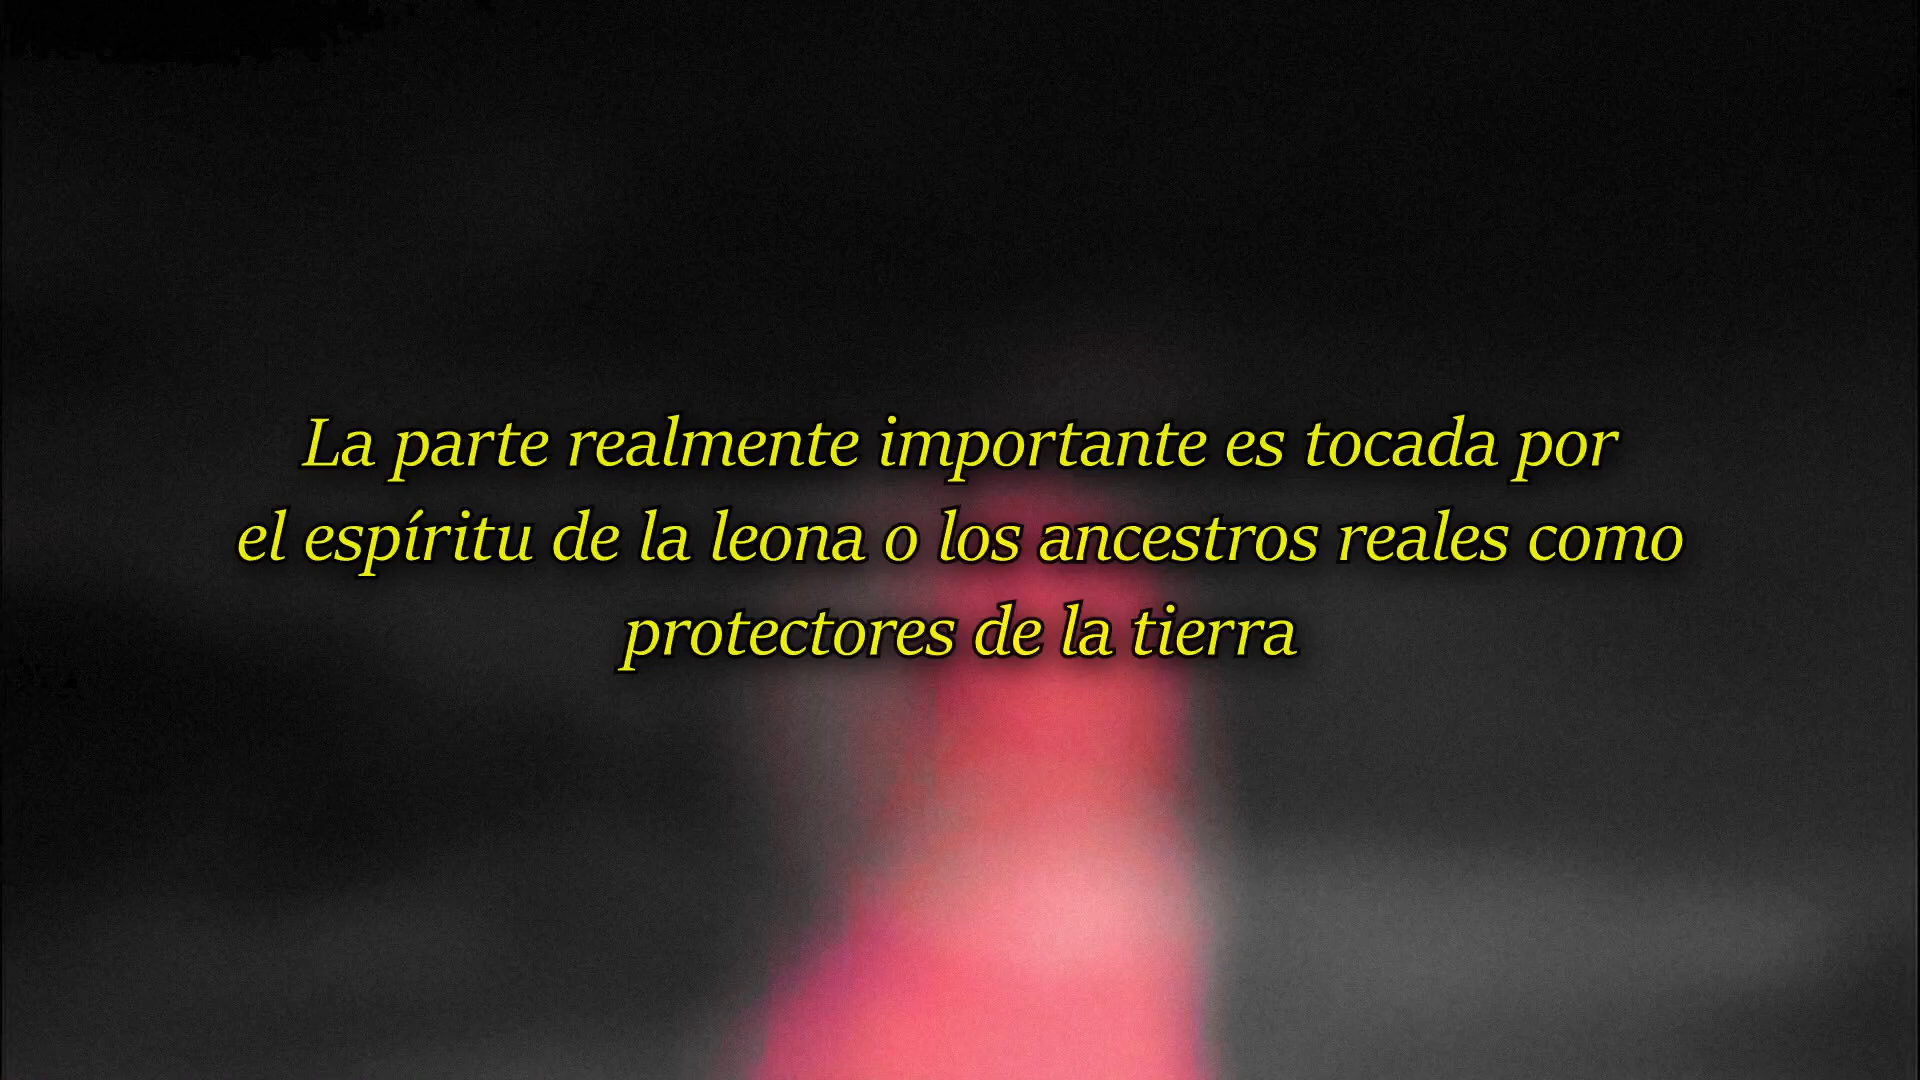 La parte realmente importante es tocada por
el espíritu de la leona o los ancestros reales como
protectores de la tierra